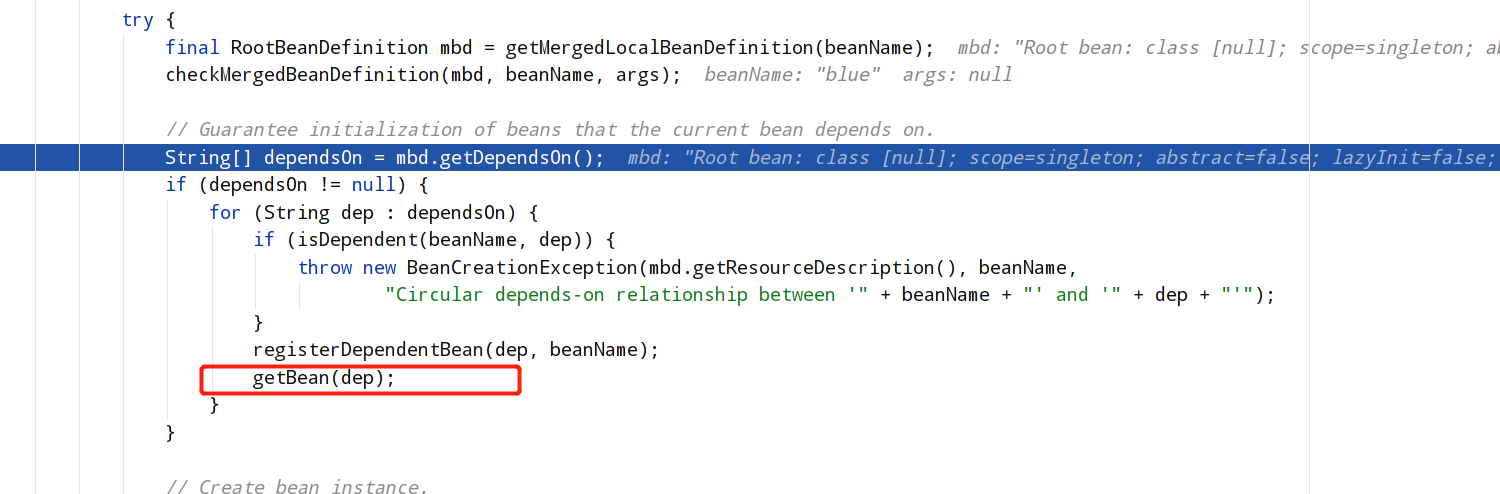 try {
final RootBeanDefinition mbd = getMergedLocalBeanDefinition(beanName);  mbd: "Root bean: class [null]; scope=singleton; ab
checkMergedBeanDefinition(mbd, beanName, args);  beanName: "blue"  args: null
// Guarantee initialization of beans that the current bean depends on.
String[] dependsOn = mbd.getDependsOn();  mbd: "Root bean: class [null]; scope=singleton; abstract=false; lazyInit=false;
if (dependsOn != null) {
for (String dep : dependsOn) {
if (isDependent(beanName, dep)) {
throw new BeanCreationException(mbd.getResourceDescription(), beanName,
"Circular depends-on relationship between '" + beanName + "' and '" + dep + "'");
}
registerDependentBean(dep, beanName);
getBean(dep);
}
}
// Create bean instance.